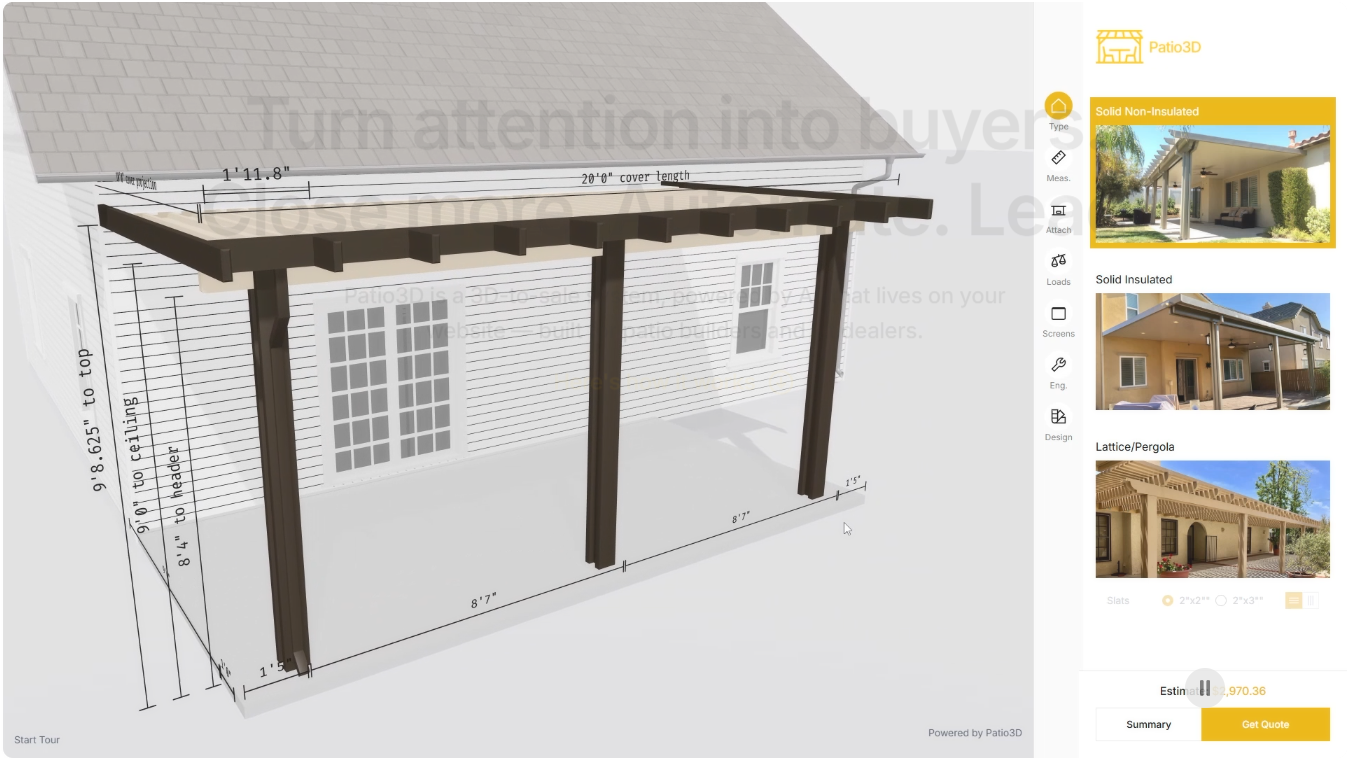 Patio3D
Solid Non-Insulated
Type
Turn attention into buyers
Meas.
1'11.8"
20'0" cover length
cover projection
Close more. Automate. Lea
Attach
Solid Insulated
Loads
Patio3D is a 3D-to-sale system, powered by AI that lives on your
website — built patio builders and dealers.
Screens
Eng.
9'8.625" to top
9'0" to ceiling
8'4" to header
Design
Lattice/Pergola
1'5"
8'7"
8'7"
1'5"
Slats 2"x2"" 2"x3""
Estimate ,970.36
Summary
Get Quote
Start Tour
Powered by Patio3D